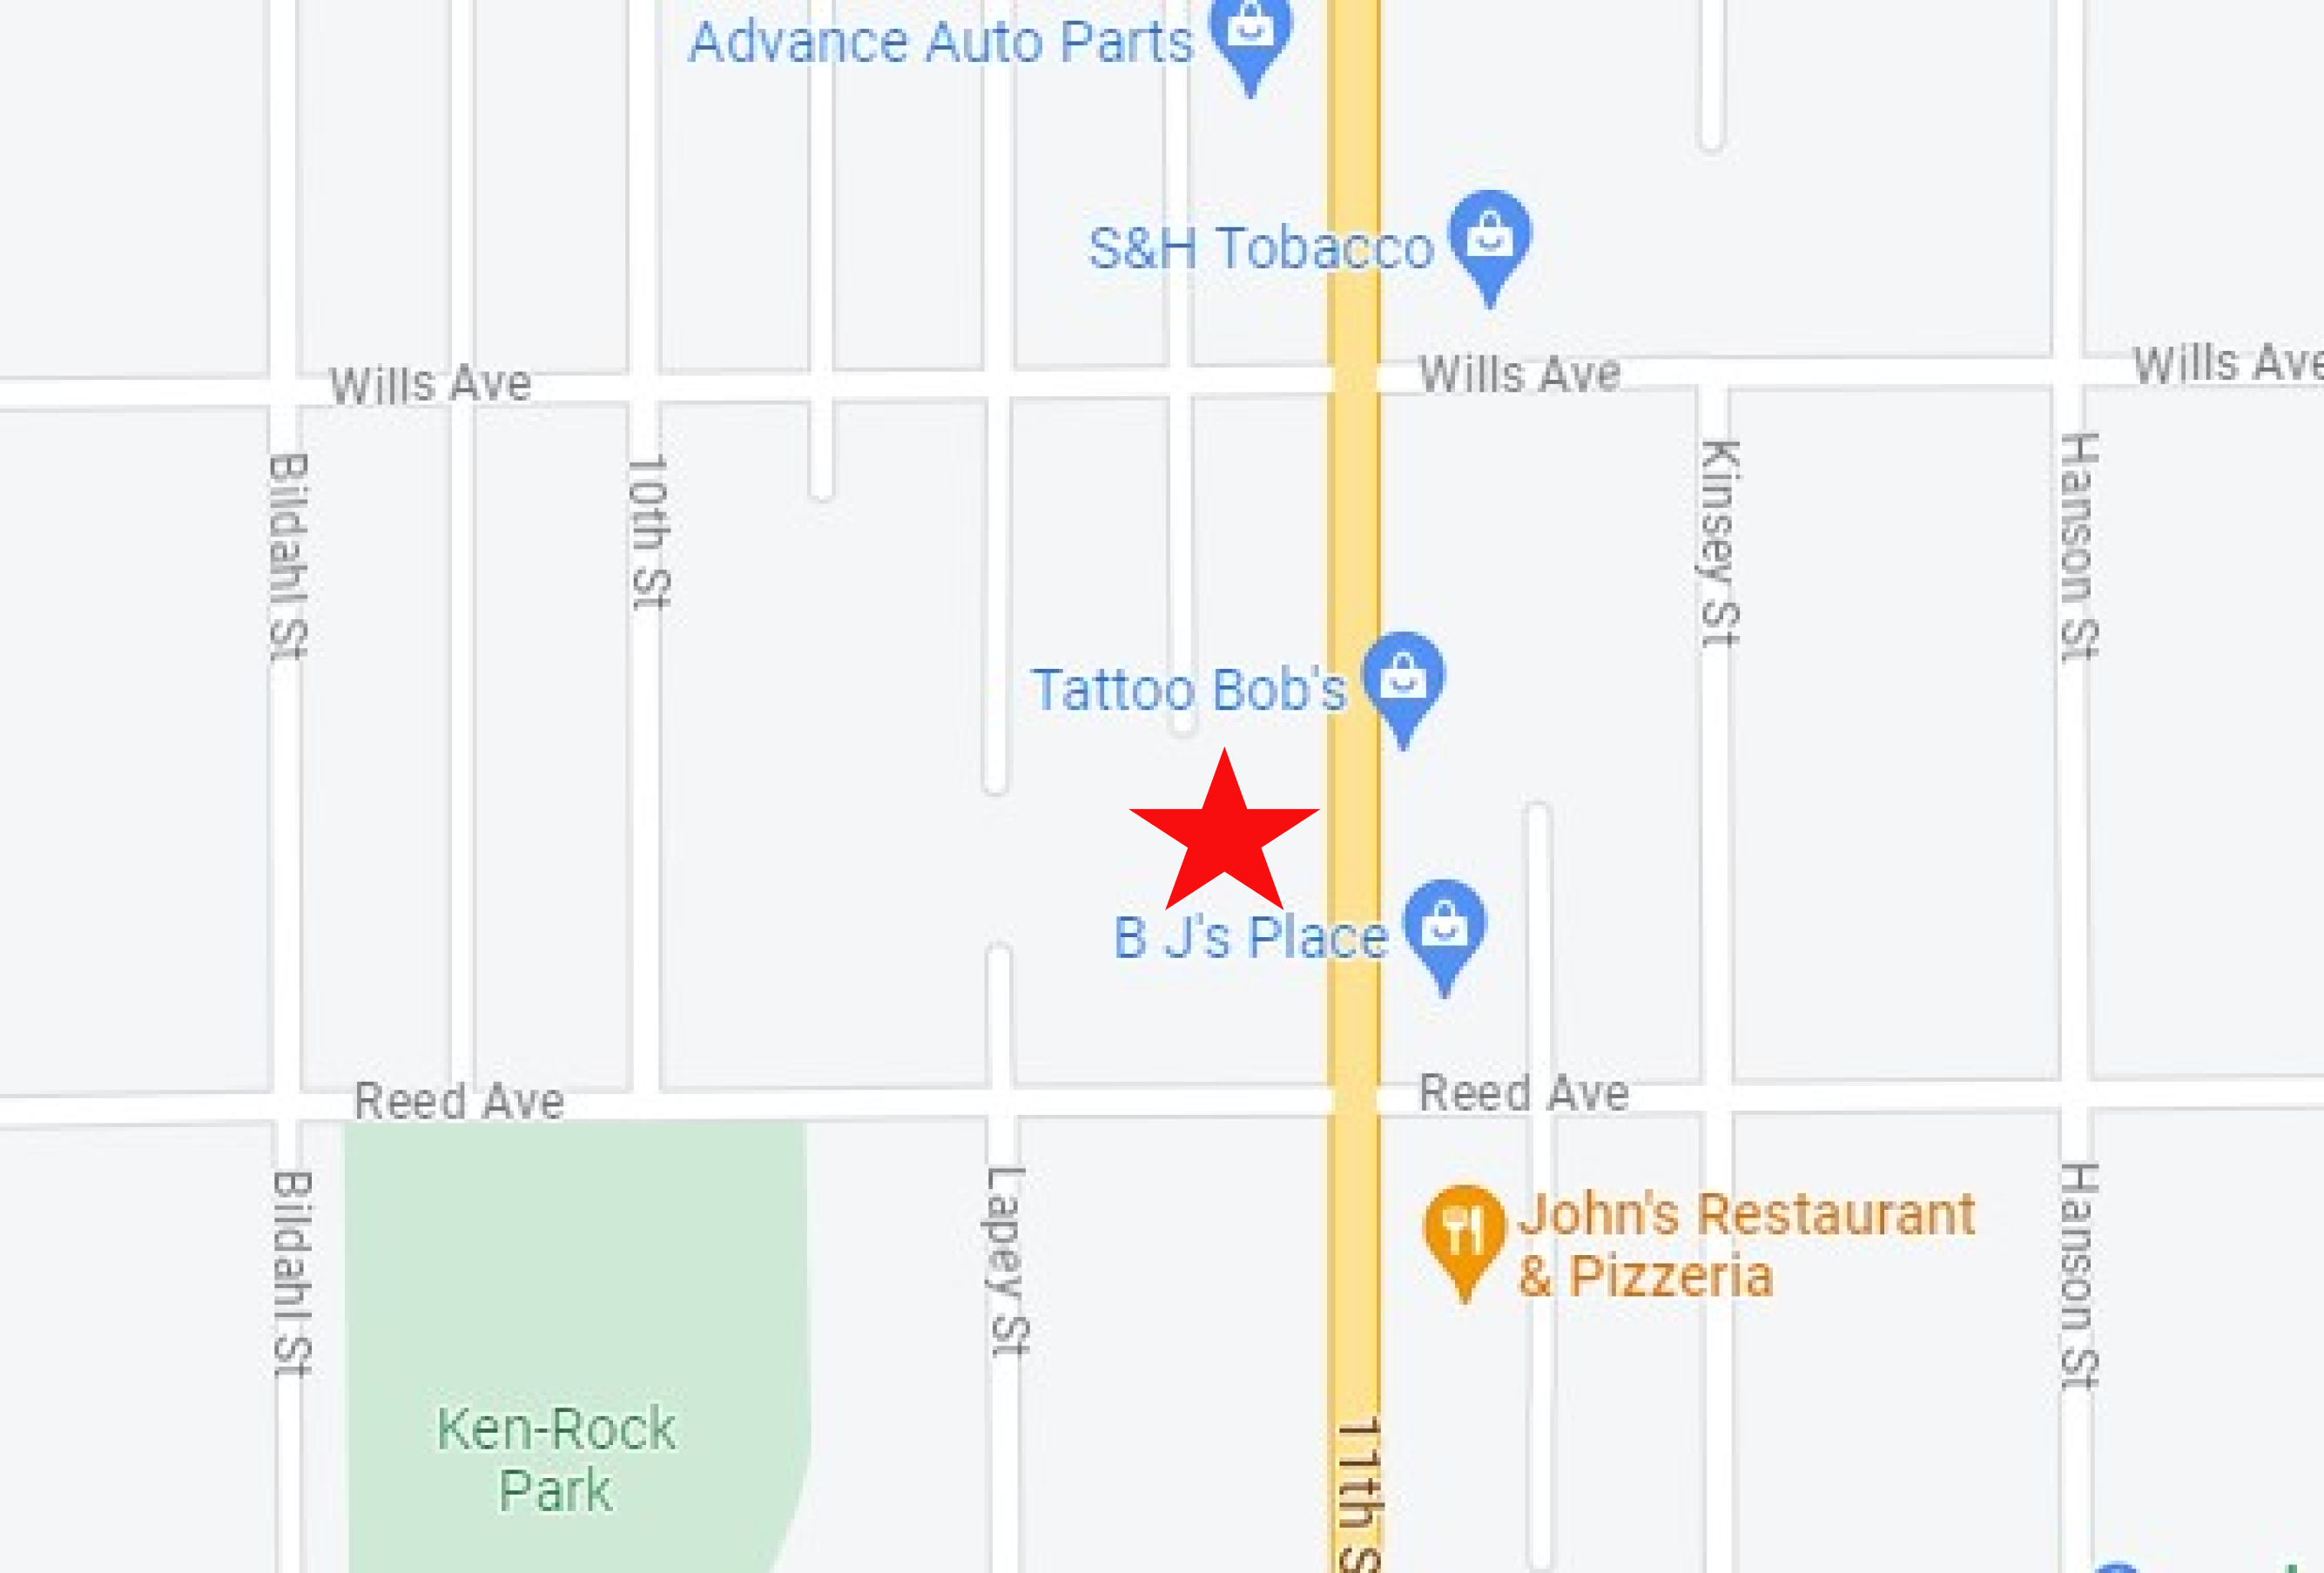 Advance Auto Parts
S&H Tobacco
Wills Ave
Wills Ave
Wills Ave
Bildahl St
10th St
Kinsey St
Hanson St
Tattoo Bob's
B J's Place
Reed Ave
Reed Ave
Bildahl St
Lapey St
John's Restaurant
& Pizzeria
Hanson St
Ken-Rock
Park
11th S